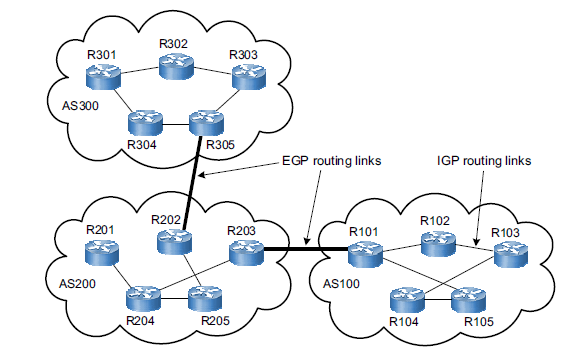 R302
R301
R303
AS300
R304
R305
EGP routing links
IGP routing links
R201
R202
R203
R101
R102
R103
AS200
AS100
R204
R205
R104
R105